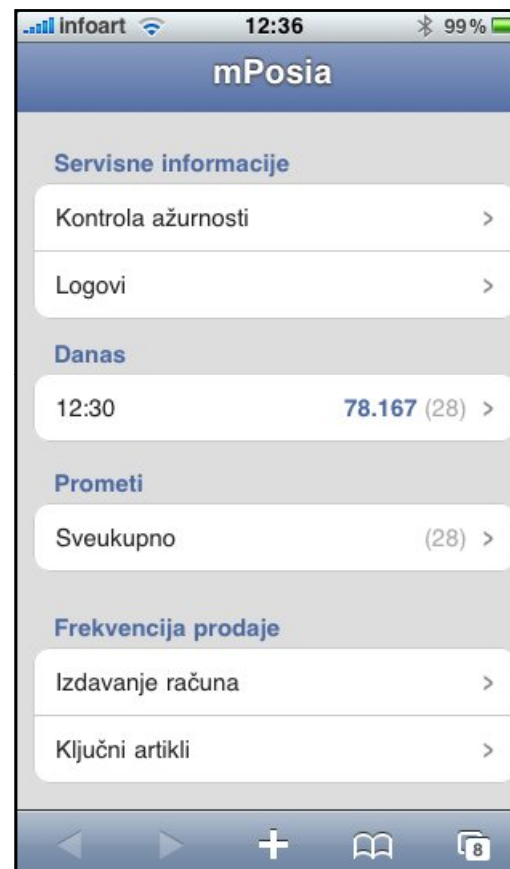 infoart 12:36 99%
mPosia
Servisne informacije
Kontrola ažurnosti >
Logovi >
Danas
12:30 78.167 (28) >
Prometi
Sveukupno (28) >
Frekvencija prodaje
Izdavanje računa >
Ključni artikli >
8